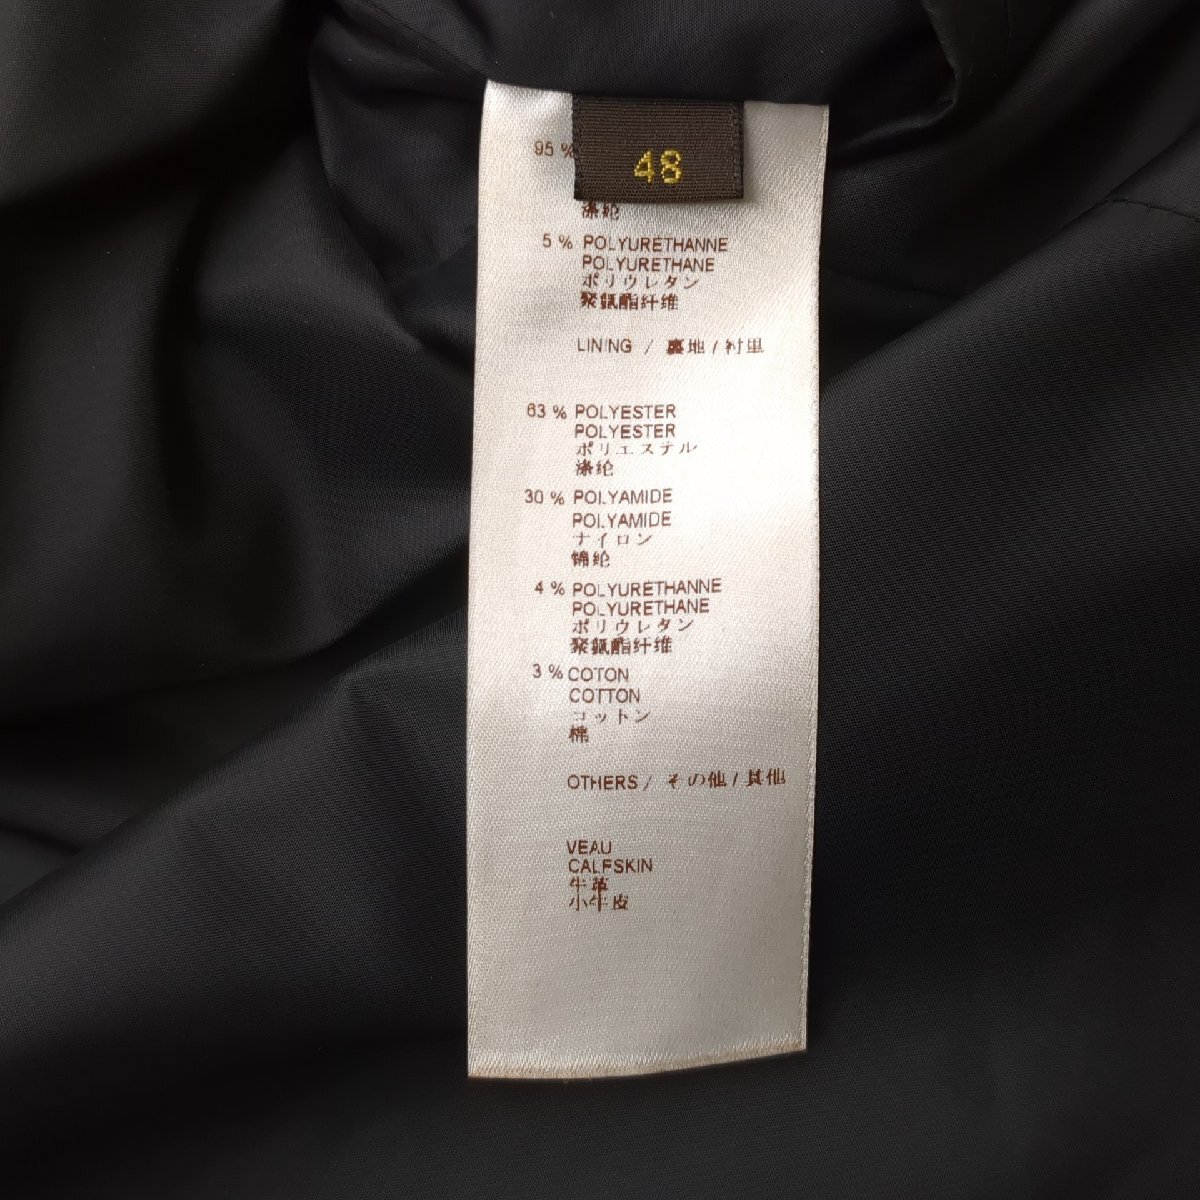 48
95 %
涤纶
5 % POLYURÉTHANNE
POLYURETHANE
ポリウレタン
聚氨酯纤维
LINING / 裏地 / 衬里
63 % POLYESTER
POLYESTER
ポリエステル
涤纶
30 % POLYAMIDE
POLYAMIDE
ナイロン
锦纶
4 % POLYURÉTHANNE
POLYURETHANE
ポリウレタン
聚氨酯纤维
3 % COTON
COTTON
コットン
棉
OTHERS / その他 / 其他
VEAU
CALFSKIN
牛革
小牛皮